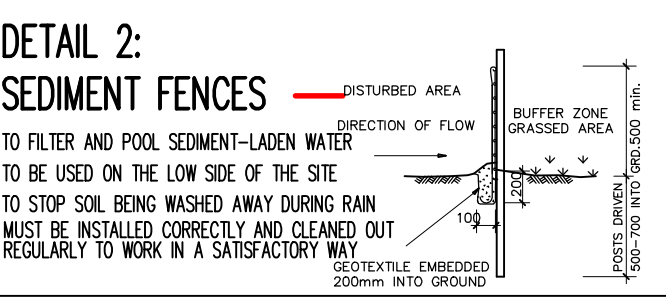 DETAIL 2:
SEDIMENT FENCES
TO FILTER AND POOL SEDIMENT-LADEN WATER
TO BE USED ON THE LOW SIDE OF THE SITE
TO STOP SOIL BEING WASHED AWAY DURING RAIN
MUST BE INSTALLED CORRECTLY AND CLEANED OUT
REGULARLY TO WORK IN A SATISFACTORY WAY
DISTURBED AREA
DIRECTION OF FLOW
BUFFER ZONE
GRASSED AREA
200
100
GEOTEXTILE EMBEDDED
200mm INTO GROUND
POSTS DRIVEN
500-700 INTO GRD.
500 min.